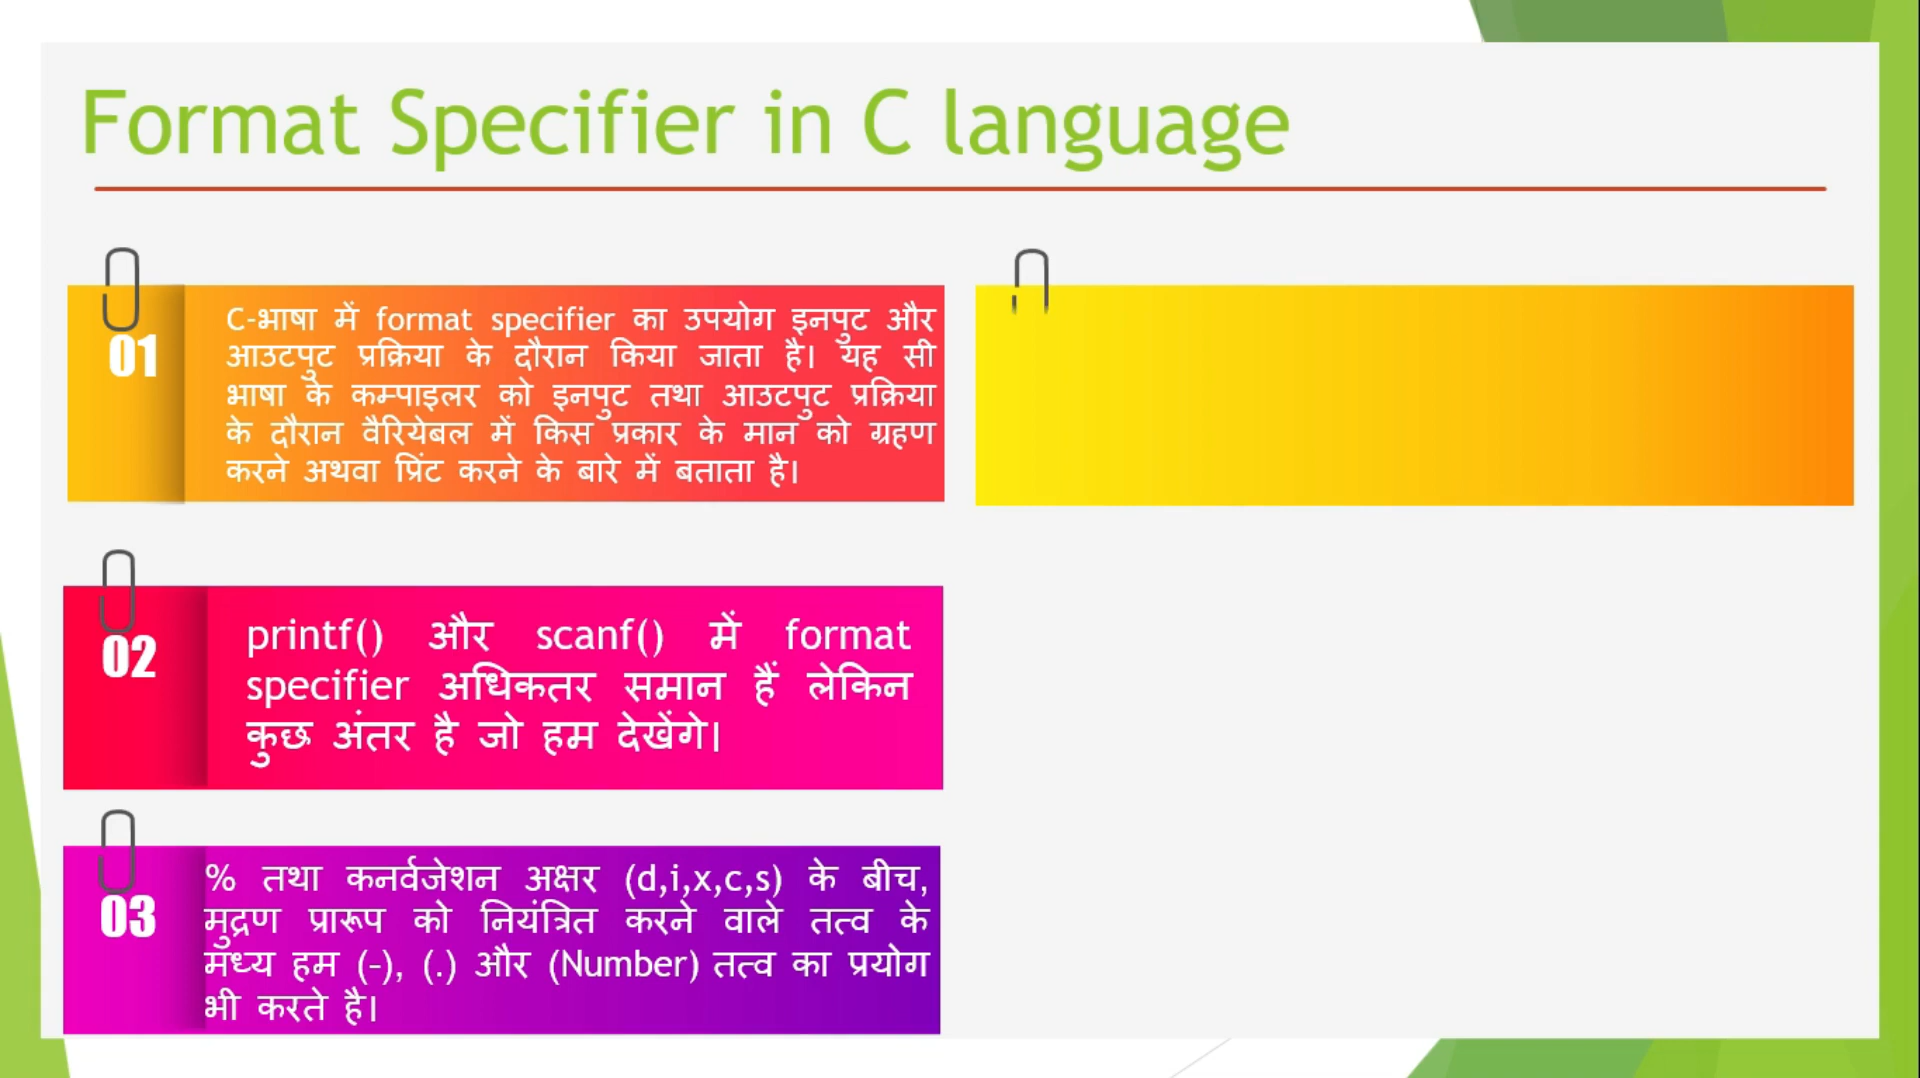 Format Specifier in C language
01
C-भाषा में format specifier का उपयोग इनपुट और
आउटपुट प्रक्रिया के दौरान किया जाता है। यह सी
भाषा के कम्पाइलर को इनपुट तथा आउटपुट प्रक्रिया
के दौरान वैरियेबल में किस प्रकार के मान को ग्रहण
करने अथवा प्रिंट करने के बारे में बताता है।
02
printf() और scanf() में format
specifier अधिकतर समान हैं लेकिन
कुछ अंतर है जो हम देखेंगे।
03
% तथा कनर्वजेशन अक्षर (d,i,x,c,s) के बीच,
मुद्रण प्रारूप को नियंत्रित करने वाले तत्व के
मध्य हम (-), (.) और (Number) तत्व का प्रयोग
भी करते है।